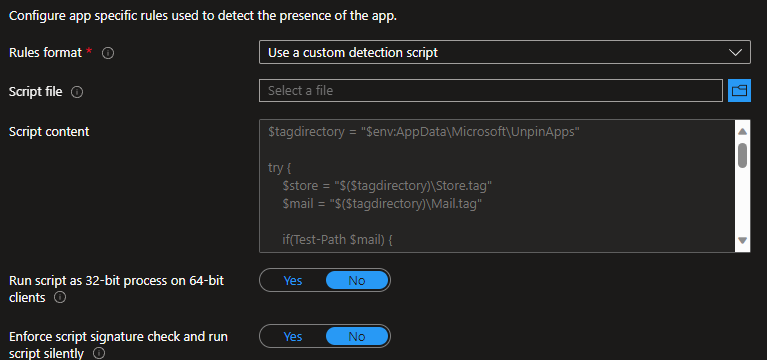 Configure app specific rules used to detect the presence of the app.
Rules format *
Use a custom detection script
Script file
Select a file
Script content
$tagdirectory = "$env:AppData\Microsoft\UnpinApps"
try {
$store = "$($tagdirectory)\Store.tag"
$mail = "$($tagdirectory)\Mail.tag"
if(Test-Path $mail) {
Run script as 32-bit process on 64-bit
clients
Yes No
Enforce script signature check and run
script silently
Yes No